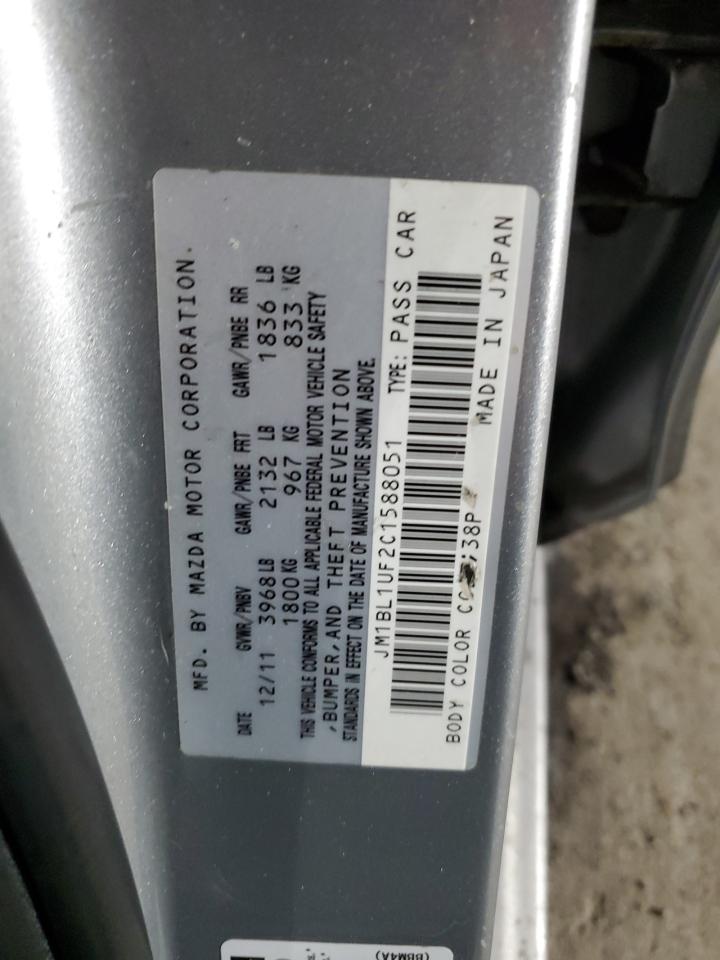 MFD. BY MAZDA MOTOR CORPORATION.
DATE GVWR/PNBV GAWR/PNBE FRT GAWR/PNBE RR
12/11 3968 LB 2132 LB 1836 LB
1800 KG 967 KG 833 KG
THIS VEHICLE CONFORMS TO ALL APPLICABLE FEDERAL MOTOR VEHICLE SAFETY
,BUMPER,AND THEFT PREVENTION
STANDARDS IN EFFECT ON THE DATE OF MANUFACTURE SHOWN ABOVE.
JM1BL1UF2C1588051 TYPE: PASS CAR
BODY COLOR :38P MADE IN JAPAN
(BBM4A)